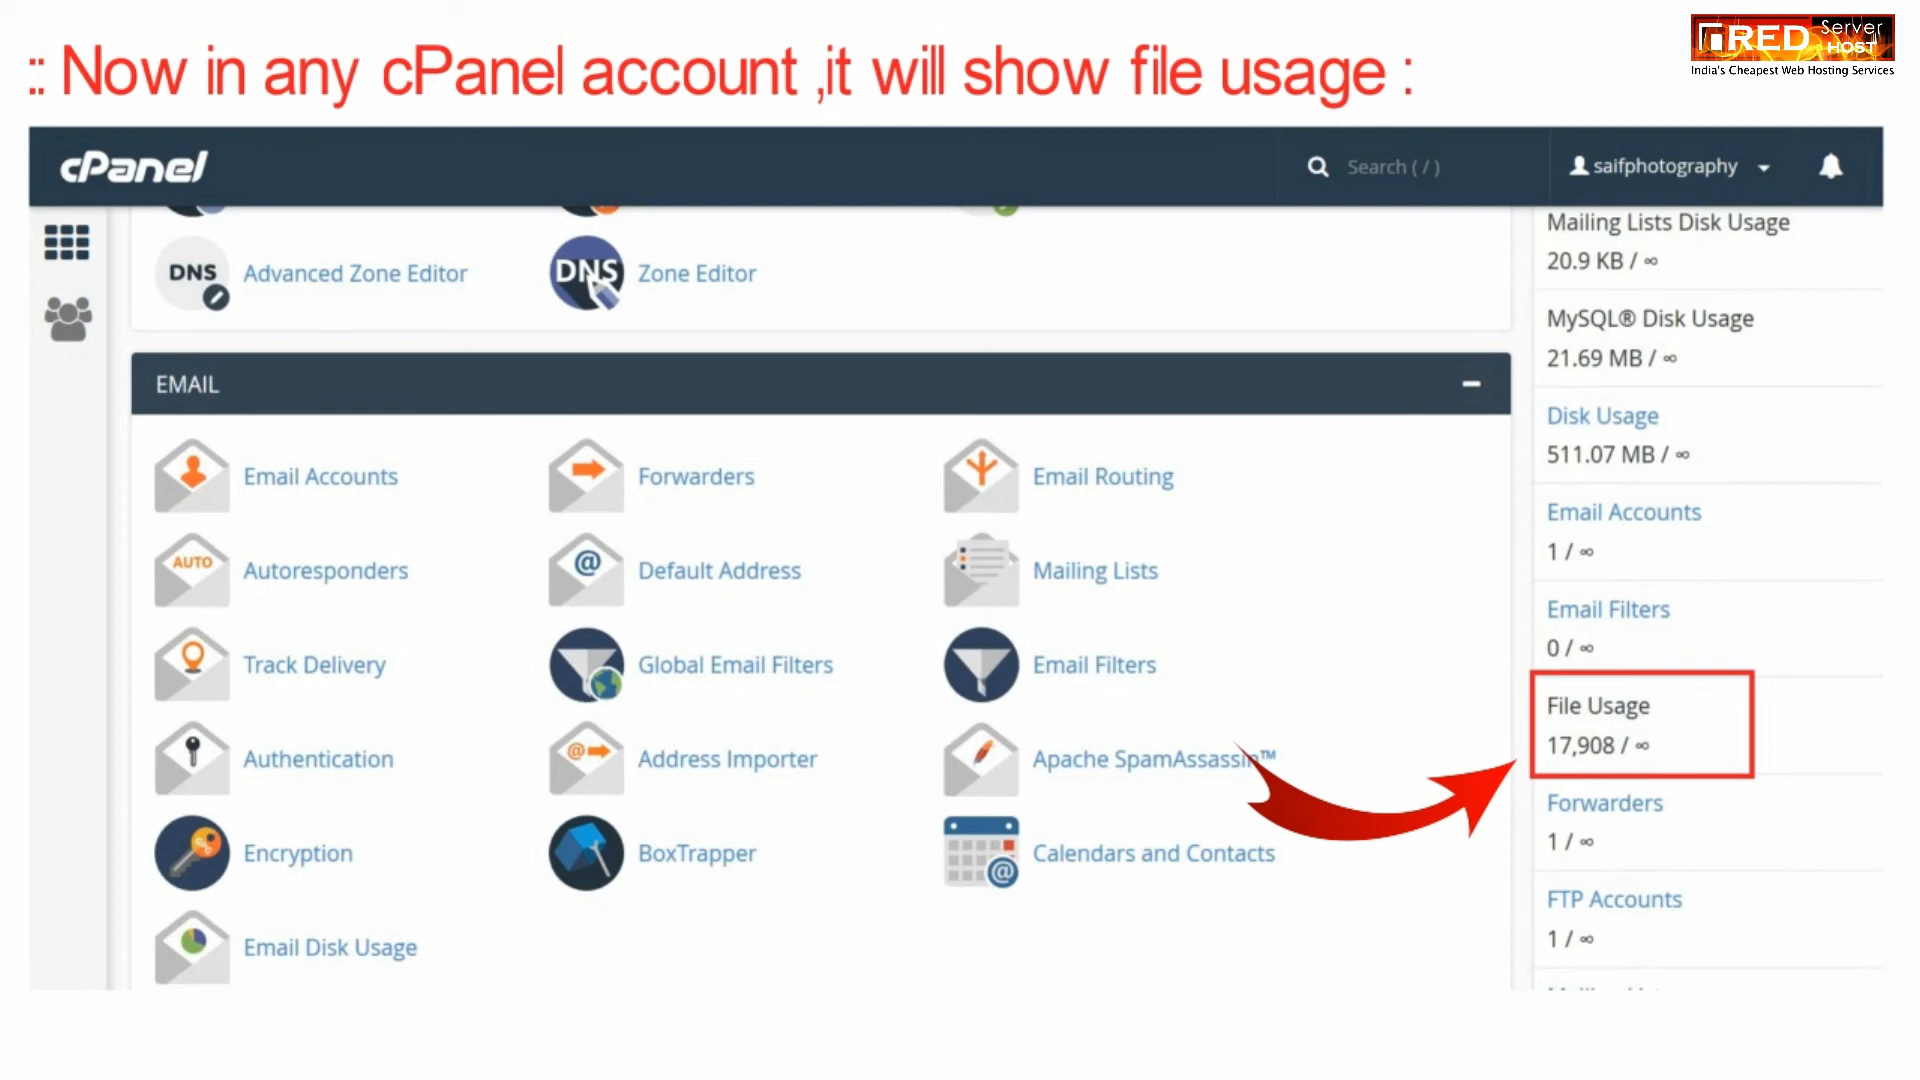 :: Now in any cPanel account ,it will show file usage :
RED Server HOST
India's Cheapest Web Hosting Services
cPanel
Search ( / )
saifphotography
DNS Advanced Zone Editor
DNS Zone Editor
EMAIL
Email Accounts
Forwarders
Email Routing
AUTO Autoresponders
@ Default Address
Mailing Lists
Track Delivery
Global Email Filters
Email Filters
Authentication
@ Address Importer
Apache SpamAssassin™
Encryption
BoxTrapper
@ Calendars and Contacts
Email Disk Usage
Mailing Lists Disk Usage
20.9 KB / ∞
MySQL® Disk Usage
21.69 MB / ∞
Disk Usage
511.07 MB / ∞
Email Accounts
1 / ∞
Email Filters
0 / ∞
File Usage
17,908 / ∞
Forwarders
1 / ∞
FTP Accounts
1 / ∞